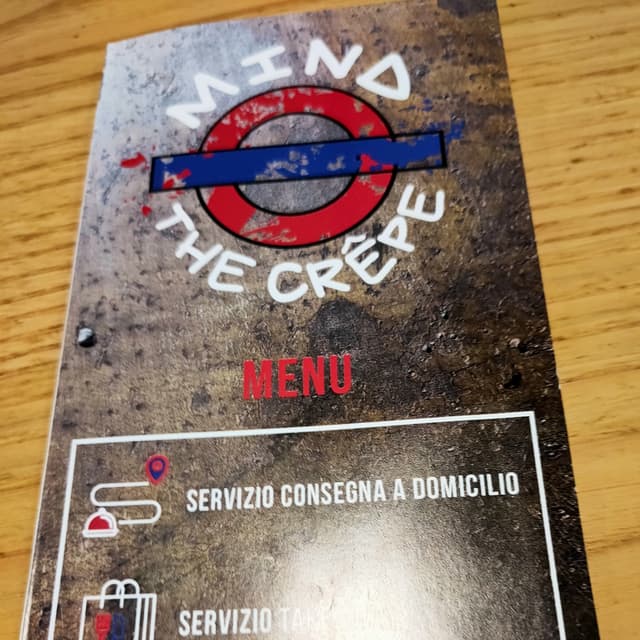 MIND
THE CRÊPE
MENU
SERVIZIO CONSEGNA A DOMICILIO
SERVIZIO